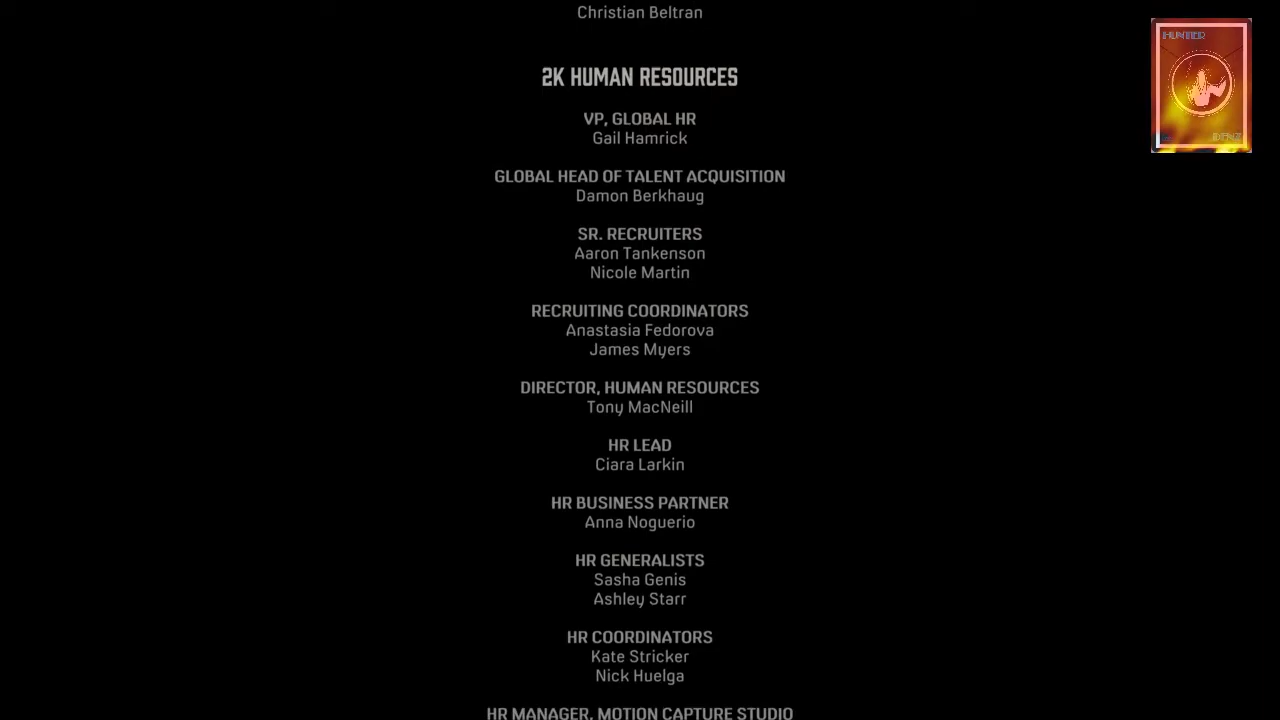 Christian Beltran
2K HUMAN RESOURCES
VP, GLOBAL HR
Gail Hamrick
GLOBAL HEAD OF TALENT ACQUISITION
Damon Berkhaug
SR. RECRUITERS
Aaron Tankenson
Nicole Martin
RECRUITING COORDINATORS
Anastasia Fedorova
James Myers
DIRECTOR, HUMAN RESOURCES
Tony MacNeill
HR LEAD
Ciara Larkin
HR BUSINESS PARTNER
Anna Noguerio
HR GENERALISTS
Sasha Genis
Ashley Starr
HR COORDINATORS
Kate Stricker
Nick Huelga
HR MANAGER, MOTION CAPTURE STUDIO
HUNTER